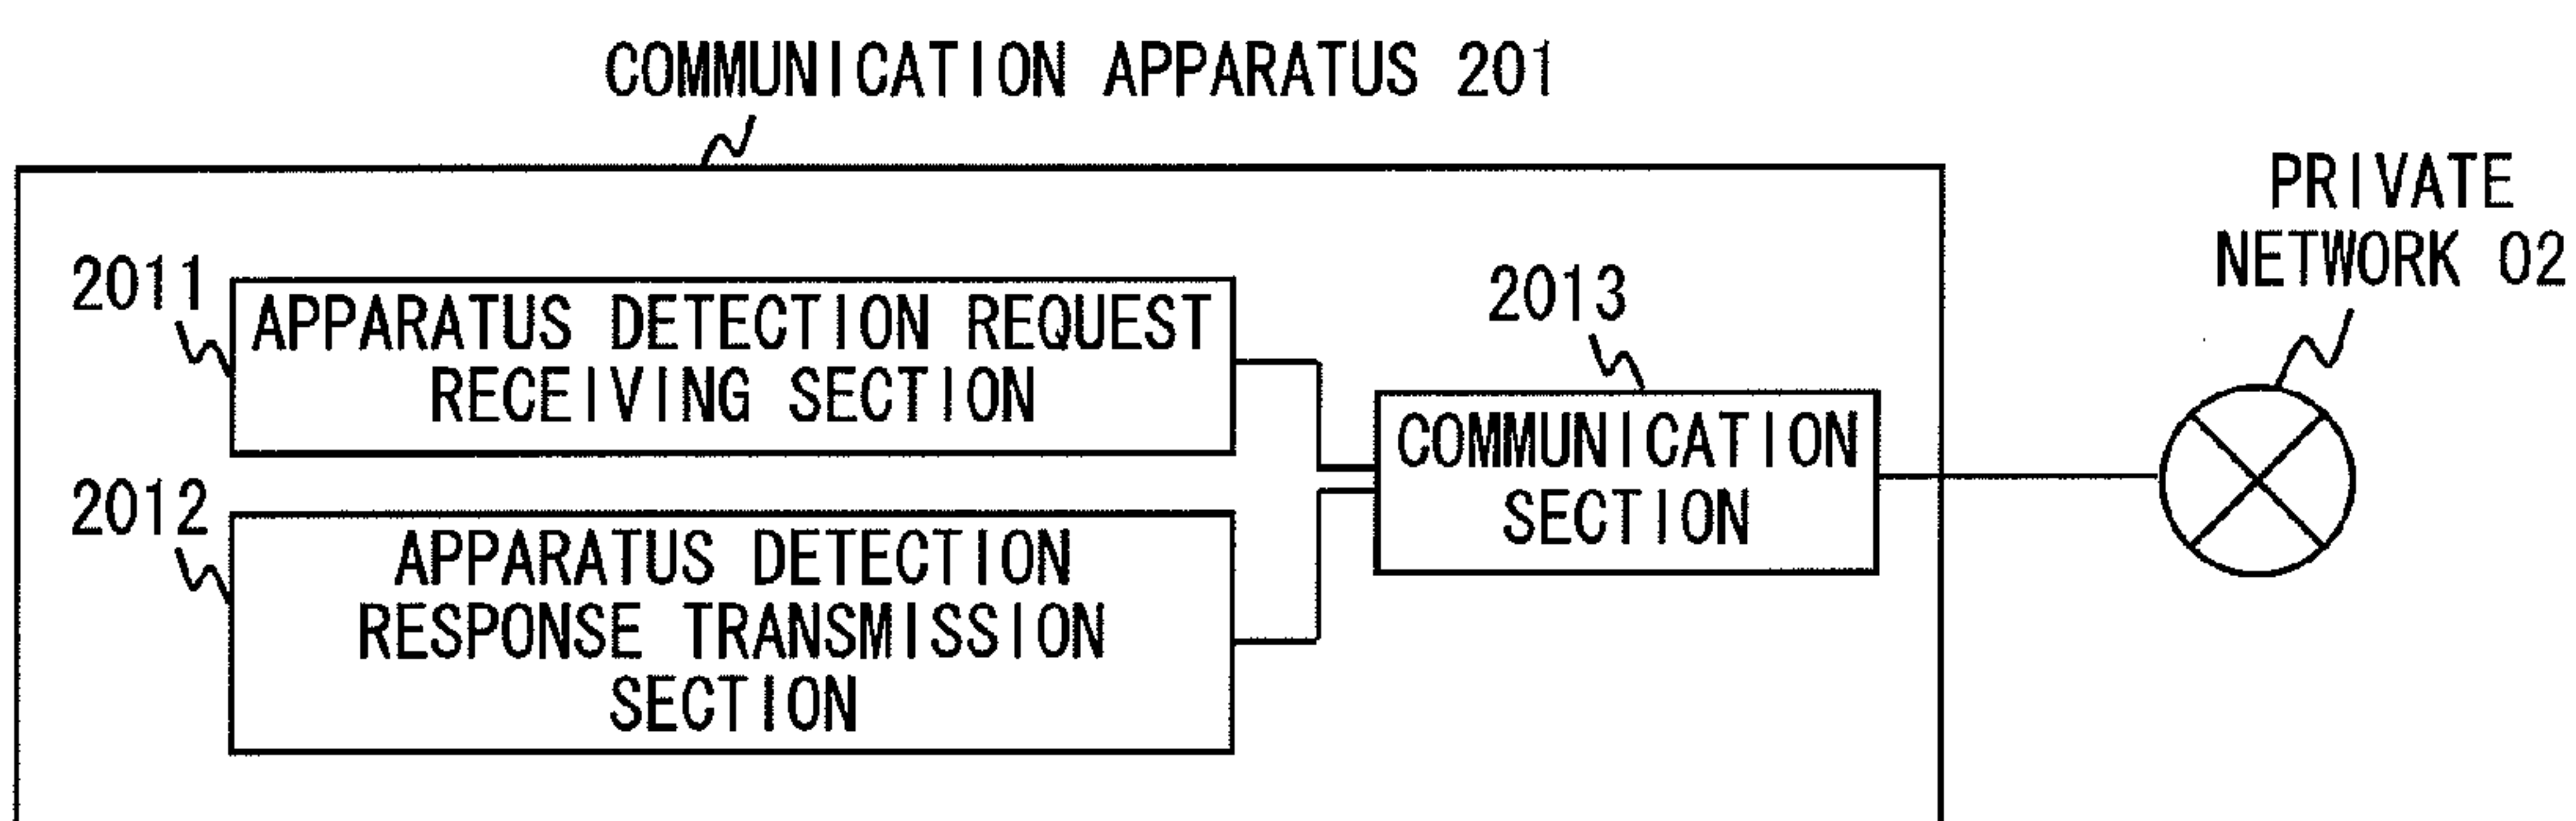 COMMUNICATION APPARATUS 201
PRIVATE
NETWORK 02
2011
APPARATUS DETECTION REQUEST
RECEIVING SECTION
2013
COMMUNICATION
SECTION
2012
APPARATUS DETECTION
RESPONSE TRANSMISSION
SECTION